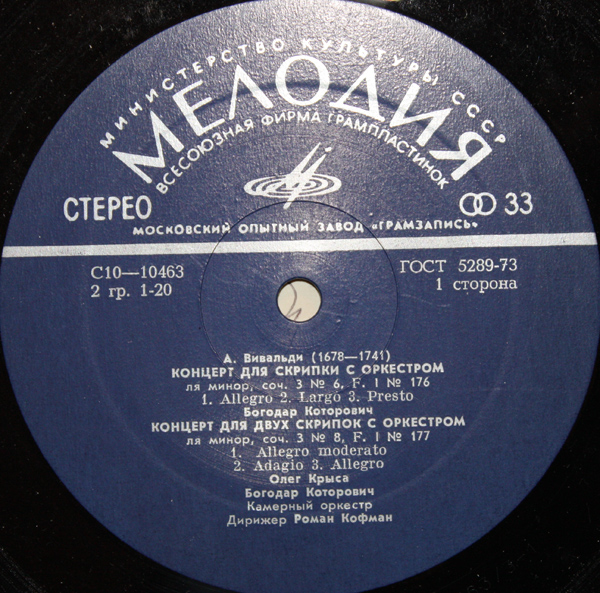 МИНИСТЕРСТВО КУЛЬТУРЫ СССР
МЕЛОДИЯ
ВСЕСОЮЗНАЯ ФИРМА ГРАМПЛАСТИНОК
СТЕРЕО
33
МОСКОВСКИЙ ОПЫТНЫЙ ЗАВОД «ГРАМЗАПИСЬ»
С10—10463
ГОСТ 5289-73
2 гр. 1-20
1 сторона
А. Вивальди (1678—1741)
КОНЦЕРТ ДЛЯ СКРИПКИ С ОРКЕСТРОМ
ля минор, соч. 3 № 6, F. I № 176
1. Allegro 2. Largo 3. Presto
Богодар Которович
КОНЦЕРТ ДЛЯ ДВУХ СКРИПОК С ОРКЕСТРОМ
ля минор, соч. 3 № 8, F. I № 177
1. Allegro moderato
2. Adagio 3. Allegro
Олег Крыса
Богодар Которович
Камерный оркестр
Дирижер Роман Кофман